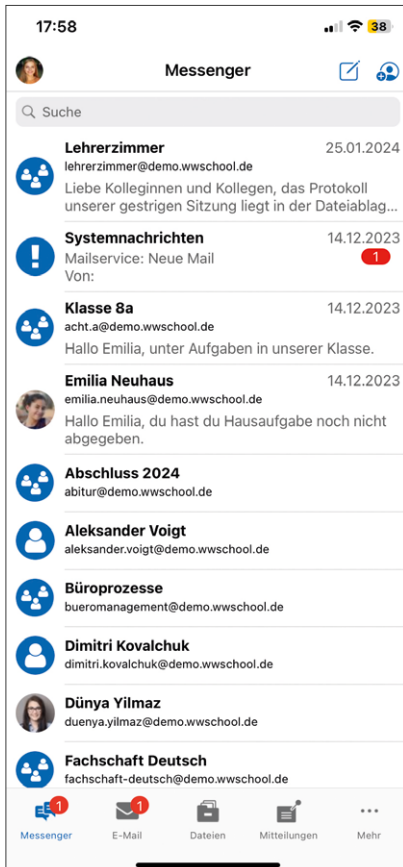 17:58
38
Messenger
Suche
Lehrerzimmer 25.01.2024
lehrerzimmer@demo.wwschool.de
Liebe Kolleginnen und Kollegen, das Protokoll
unserer gestrigen Sitzung liegt in der Dateiablag...
Systemnachrichten 14.12.2023
Mailservice: Neue Mail 1
Von:
Klasse 8a 14.12.2023
acht.a@demo.wwschool.de
Hallo Emilia, unter Aufgaben in unserer Klasse.
Emilia Neuhaus 14.12.2023
emilia.neuhaus@demo.wwschool.de
Hallo Emilia, du hast du Hausaufgabe noch nicht
abgegeben.
Abschluss 2024
abitur@demo.wwschool.de
Aleksander Voigt
aleksander.voigt@demo.wwschool.de
Büroprozesse
bueromanagement@demo.wwschool.de
Dimitri Kovalchuk
dimitri.kovalchuk@demo.wwschool.de
Dünya Yilmaz
duenya.yilmaz@demo.wwschool.de
Fachschaft Deutsch
fachschaft-deutsch@demo.wwschool.de
1 1
Messenger E-Mail Dateien Mitteilungen Mehr